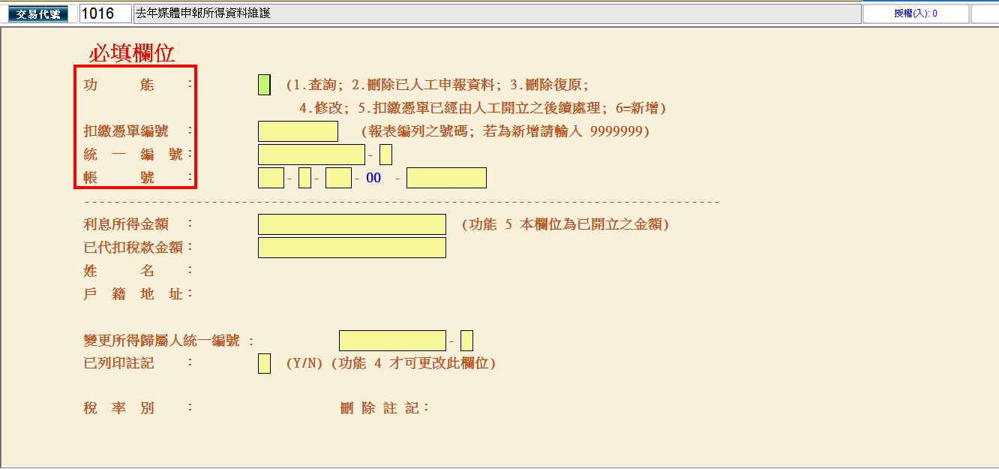 交易代號 1016 去年媒體申報所得資料維護 授權(入): 0
必填欄位
功 能 : (1.查詢; 2.刪除已人工申報資料; 3.刪除復原;
4.修改; 5.扣繳憑單已經由人工開立之後續處理; 6=新增)
扣繳憑單編號 : (報表編列之號碼; 若為新增請輸入 9999999)
統 一 編 號: -
帳 號 : - - - 00 -
利息所得金額 : (功能 5 本欄位為已開立之金額)
已代扣稅款金額:
姓 名 :
戶 籍 地 址:
變更所得歸屬人統一編號 : -
已列印註記 : (Y/N) (功能 4 才可更改此欄位)
稅 率 別 : 刪 除 註 記: